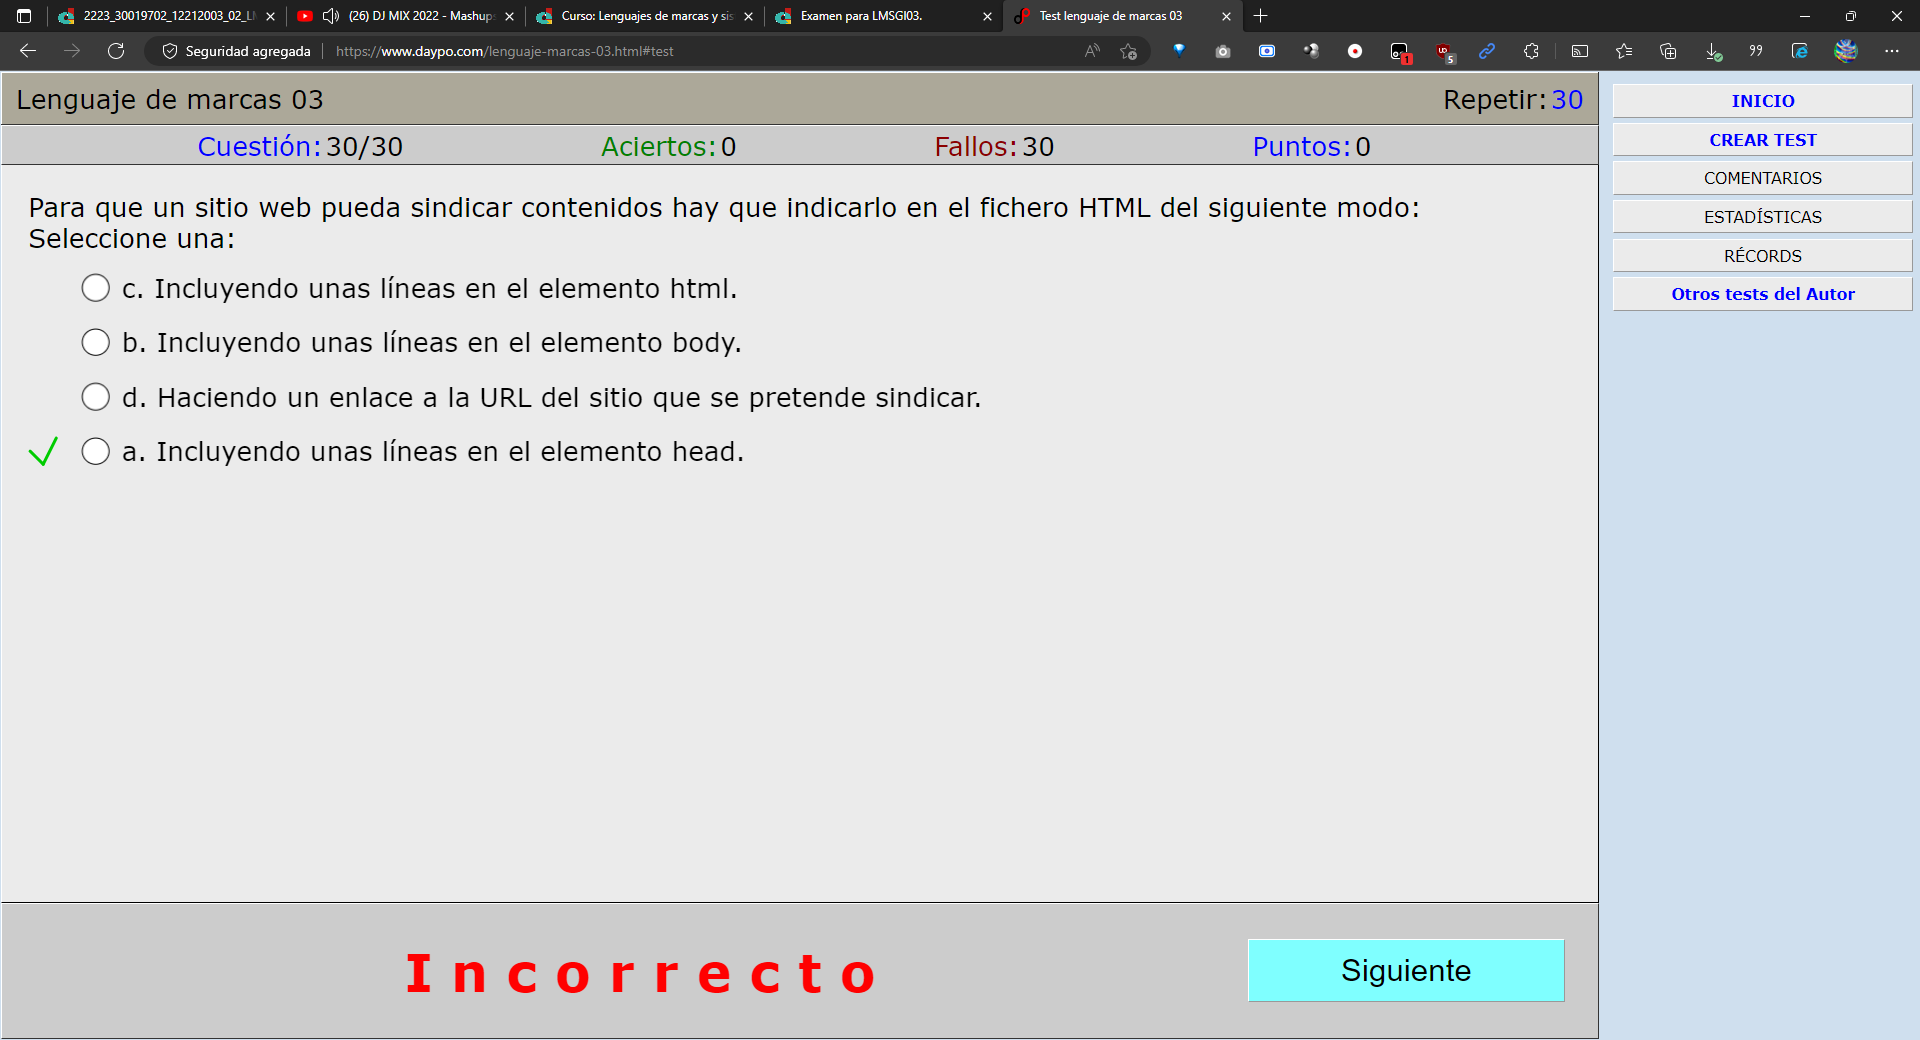 2223_30019702_12212003_02_L
(26) DJ MIX 2022 - Mashup
Curso: Lenguajes de marcas y sis
Examen para LMSGI03.
Test lenguaje de marcas 03
Seguridad agregada
https://www.daypo.com/lenguaje-marcas-03.html#test
1
5
Lenguaje de marcas 03
Repetir: 30
Cuestión: 30/30
Aciertos: 0
Fallos: 30
Puntos: 0
Para que un sitio web pueda sindicar contenidos hay que indicarlo en el fichero HTML del siguiente modo:
Seleccione una:
c. Incluyendo unas líneas en el elemento html.
b. Incluyendo unas líneas en el elemento body.
d. Haciendo un enlace a la URL del sitio que se pretende sindicar.
a. Incluyendo unas líneas en el elemento head.
Incorrecto
Siguiente
INICIO
CREAR TEST
COMENTARIOS
ESTADÍSTICAS
RÉCORDS
Otros tests del Autor